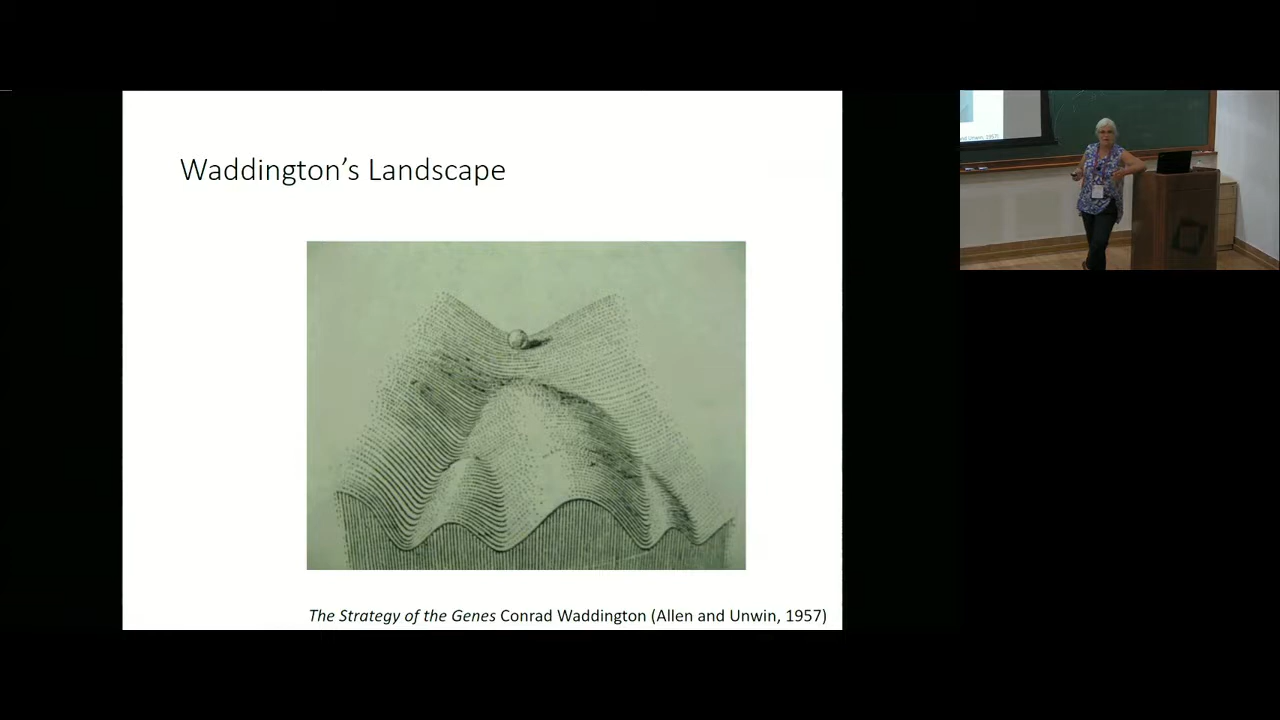 Waddington's Landscape
The Strategy of the Genes Conrad Waddington (Allen and Unwin, 1957)